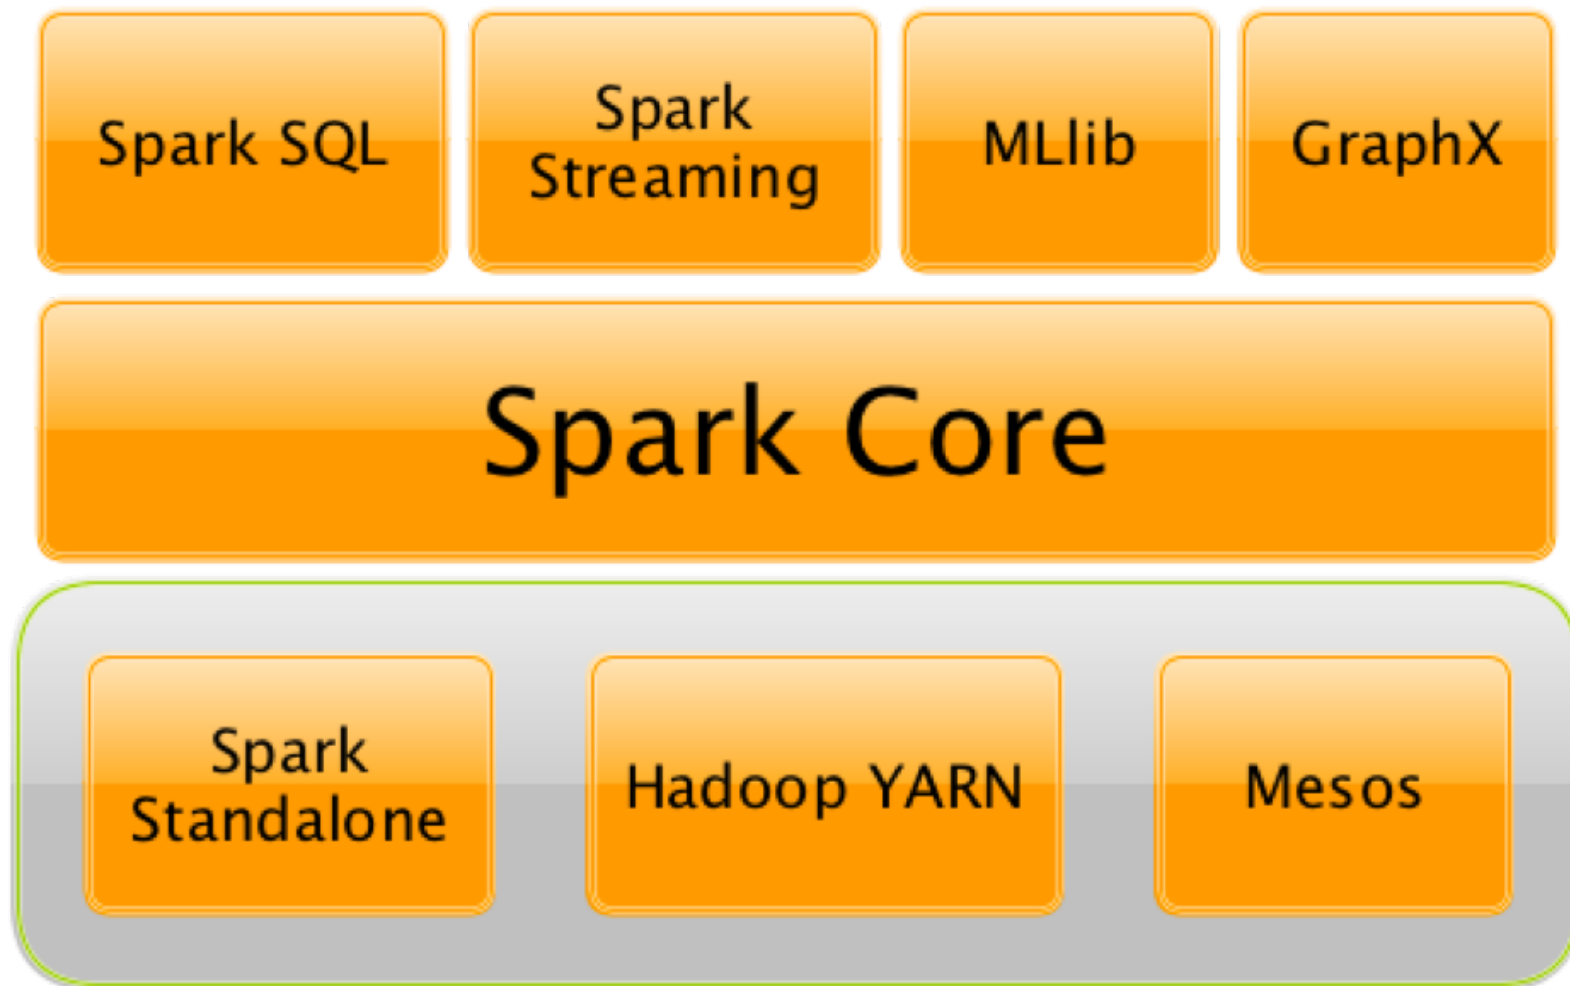 Spark SQL
Spark
Streaming
MLlib
GraphX
Spark Core
Spark
Standalone
Hadoop YARN
Mesos